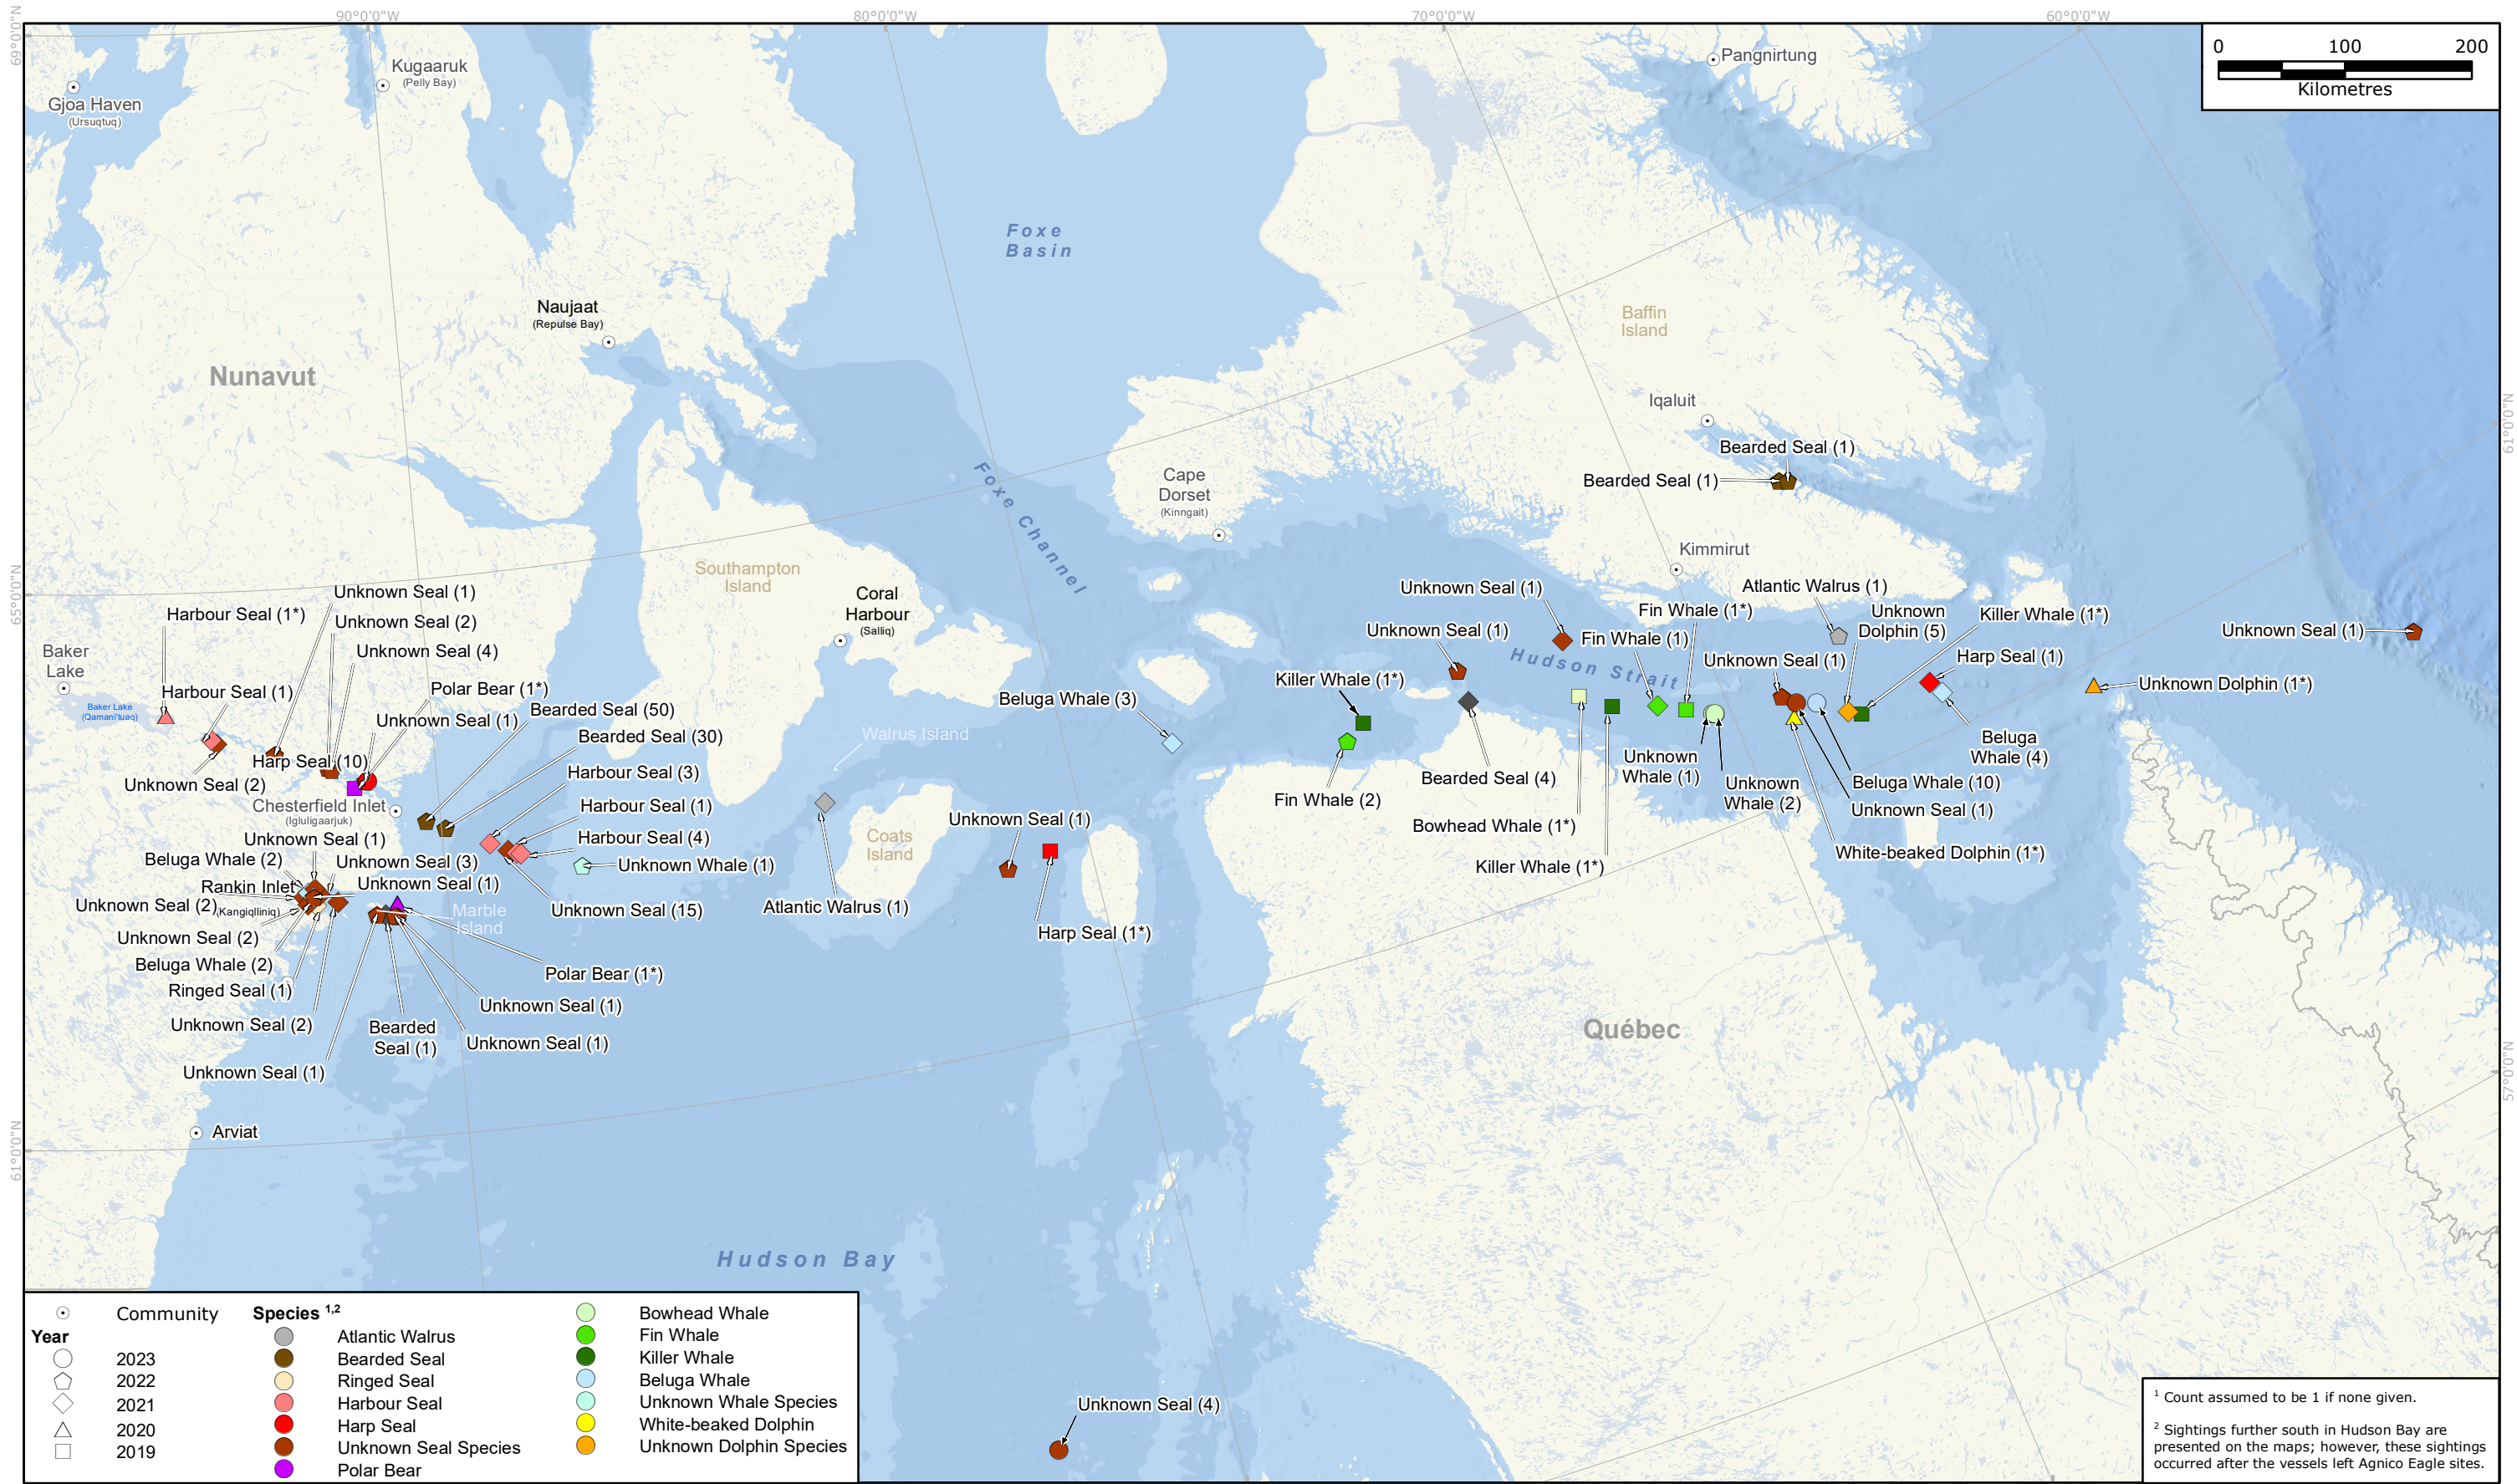 90°0'0"W
80°0'0"W
70°0'0"W
60°0'0"W
69°0'0"N
65°0'0"N
61°0'0"N
61°0'0"N
57°0'0"N
0 100 200
Kilometres
Gjoa Haven
(Ursuqtuq)
Kugaaruk
(Pelly Bay)
Pangnirtung
Foxe
Basin
Naujaat
(Repulse Bay)
Nunavut
Baffin
Island
Iqaluit
Bearded Seal (1)
Bearded Seal (1)
Cape
Dorset
(Kinngait)
Foxe Channel
Kimmirut
Southampton
Island
Coral
Harbour
(Salliq)
Unknown Seal (1)
Harbour Seal (1*)
Unknown Seal (2)
Unknown Seal (4)
Baker
Lake
Baker Lake
(Qamani'tuaq)
Harbour Seal (1)
Polar Bear (1*)
Unknown Seal (1)
Bearded Seal (50)
Bearded Seal (30)
Harp Seal (10)
Unknown Seal (2)
Harbour Seal (3)
Chesterfield Inlet
(Igluligaarjuk)
Harbour Seal (1)
Unknown Seal (1)
Harbour Seal (4)
Beluga Whale (2)
Unknown Seal (3)
Unknown Whale (1)
Rankin Inlet
(Kangiqlliniq)
Unknown Seal (1)
Unknown Seal (2)
Marble
Island
Unknown Seal (15)
Unknown Seal (2)
Beluga Whale (2)
Polar Bear (1*)
Ringed Seal (1)
Unknown Seal (1)
Unknown Seal (2)
Bearded
Seal (1)
Unknown Seal (1)
Unknown Seal (1)
Arviat
Walrus Island
Coats
Island
Atlantic Walrus (1)
Unknown Seal (1)
Harp Seal (1*)
Beluga Whale (3)
Unknown Seal (1)
Unknown Seal (1)
Killer Whale (1*)
Fin Whale (2)
Hudson Strait
Fin Whale (1*)
Fin Whale (1)
Atlantic Walrus (1)
Unknown
Dolphin (5)
Killer Whale (1*)
Unknown Seal (1)
Harp Seal (1)
Unknown Seal (1)
Unknown Dolphin (1*)
Beluga
Whale (4)
Bearded Seal (4)
Bowhead Whale (1*)
Killer Whale (1*)
Unknown
Whale (1)
Unknown
Whale (2)
Beluga Whale (10)
Unknown Seal (1)
White-beaked Dolphin (1*)
Québec
Hudson Bay
Unknown Seal (4)
Community
Year
2023
2022
2021
2020
2019
Species 1,2
Atlantic Walrus
Bearded Seal
Ringed Seal
Harbour Seal
Harp Seal
Unknown Seal Species
Polar Bear
Bowhead Whale
Fin Whale
Killer Whale
Beluga Whale
Unknown Whale Species
White-beaked Dolphin
Unknown Dolphin Species
1 Count assumed to be 1 if none given.
2 Sightings further south in Hudson Bay are
presented on the maps; however, these sightings
occurred after the vessels left Agnico Eagle sites.